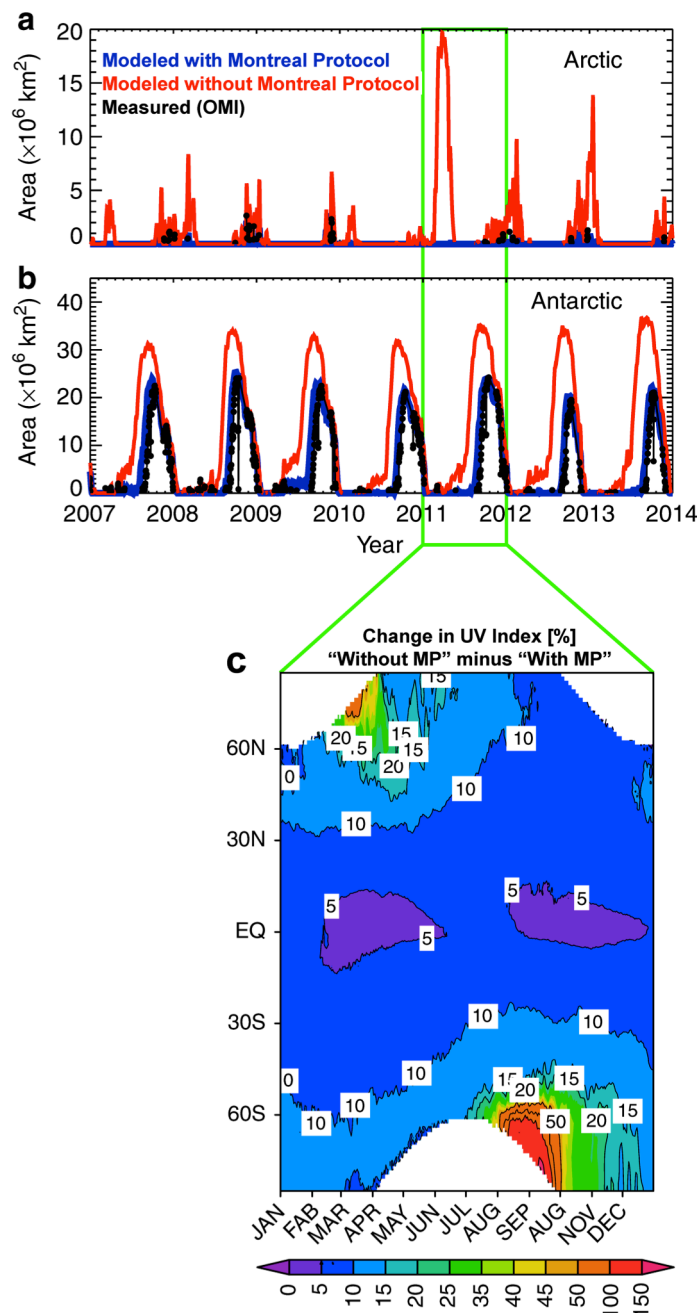 a
20
15
10
5
0
Area (×10⁶ km²)
Modeled with Montreal Protocol
Modeled without Montreal Protocol
Measured (OMI)
Arctic
b
40
30
20
10
0
Area (×10⁶ km²)
Antarctic
2007 2008 2009 2010 2011 2012 2013 2014
Year
Change in UV Index [%]
c
“Without MP” minus “With MP”
15
20 15
15 15
20
10
0
10
10
60N
30N
EQ
30S
60S
5 5
5 5
10 10
0 10 10 10
15 15
20
50 20 15
JAN FAB MAR APR MAY JUN JUL AUG SEP AUG NOV DEC
0 5 10 15 20 25 35 45 50 100 150